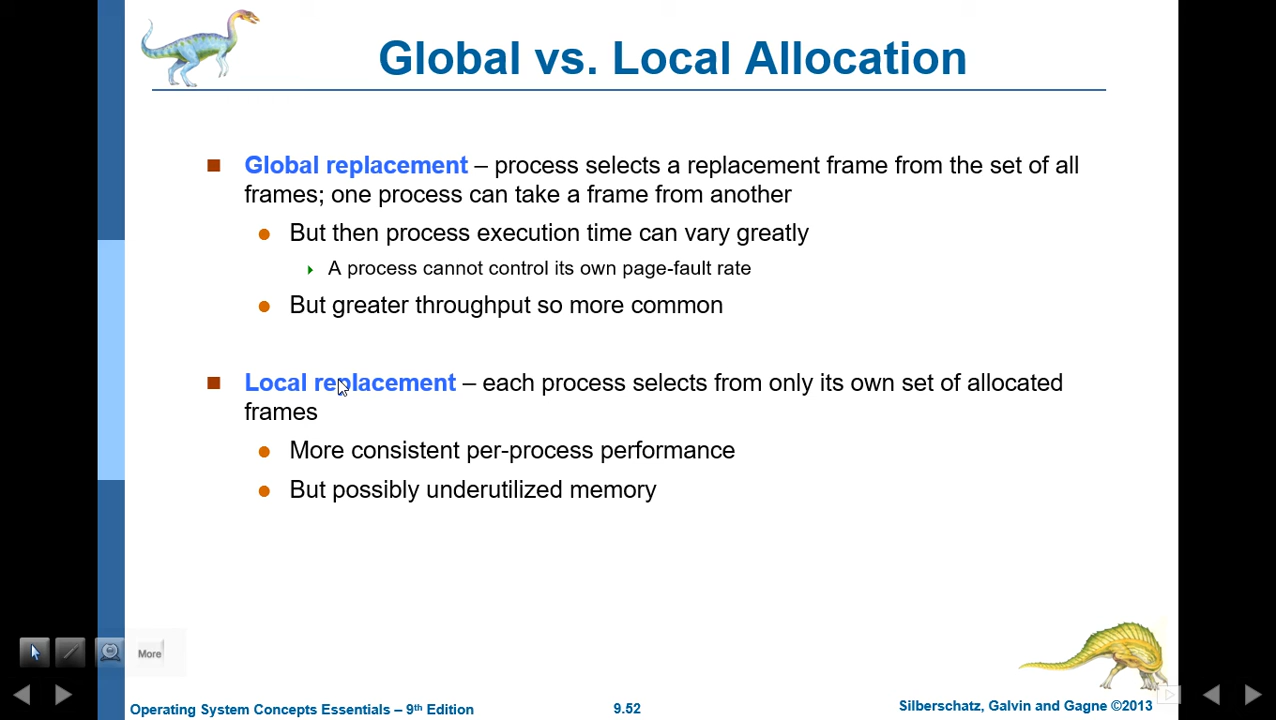 Global vs. Local Allocation
Global replacement – process selects a replacement frame from the set of all
frames; one process can take a frame from another
But then process execution time can vary greatly
A process cannot control its own page-fault rate
But greater throughput so more common
Local replacement – each process selects from only its own set of allocated
frames
More consistent per-process performance
But possibly underutilized memory
More
Operating System Concepts Essentials – 9th Edition
9.52
Silberschatz, Galvin and Gagne ©2013